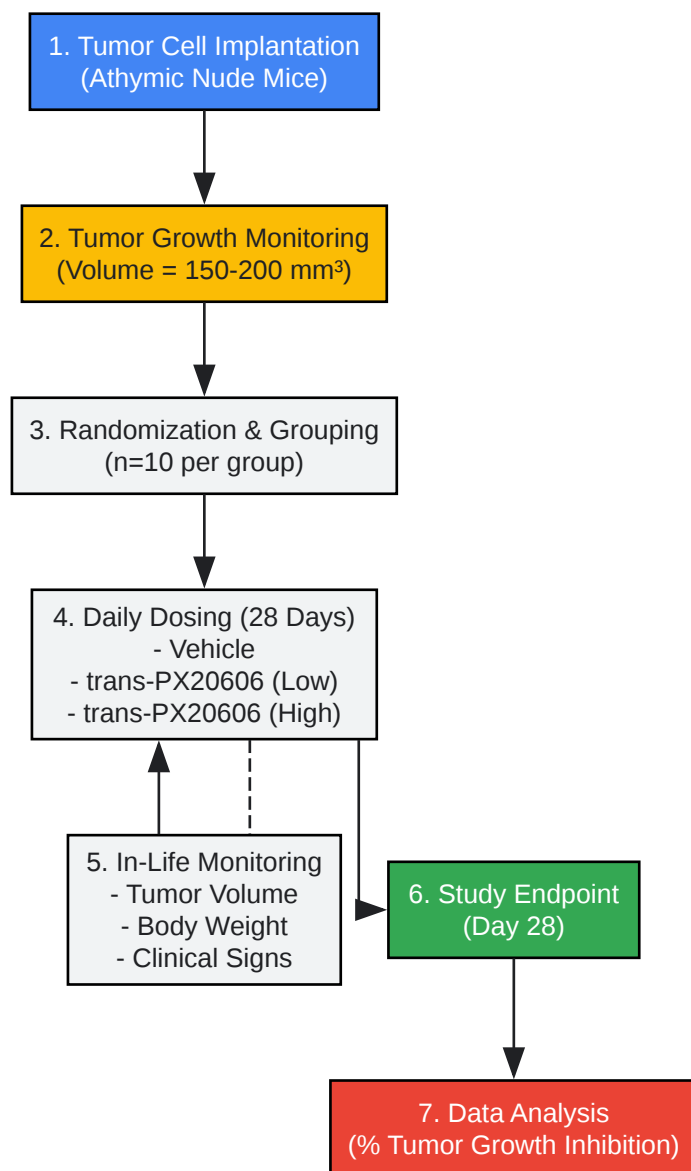 1. Tumor Cell Implantation
(Athymic Nude Mice)
2. Tumor Growth Monitoring
(Volume = 150-200 mm³)
3. Randomization & Grouping
(n=10 per group)
4. Daily Dosing (28 Days)
- Vehicle
- trans-PX20606 (Low)
- trans-PX20606 (High)
5. In-Life Monitoring
- Tumor Volume
- Body Weight
- Clinical Signs
6. Study Endpoint
(Day 28)
7. Data Analysis
(% Tumor Growth Inhibition)